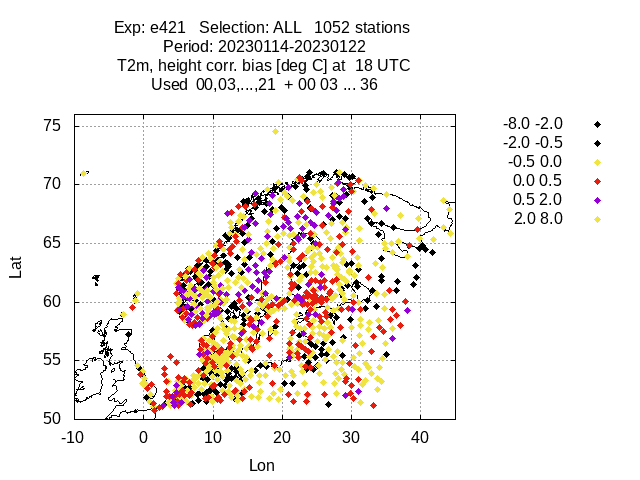 Exp: e421   Selection: ALL   1052 stations
Period: 20230114-20230122
T2m, height corr. bias [deg C] at  18 UTC
Used  00,03,...,21  + 00 03 ... 36
-8.0 -2.0
-2.0 -0.5
-0.5 0.0
0.0 0.5
0.5 2.0
2.0 8.0
75
70
65
60
55
50
Lat
-10 0 10 20 30 40
Lon